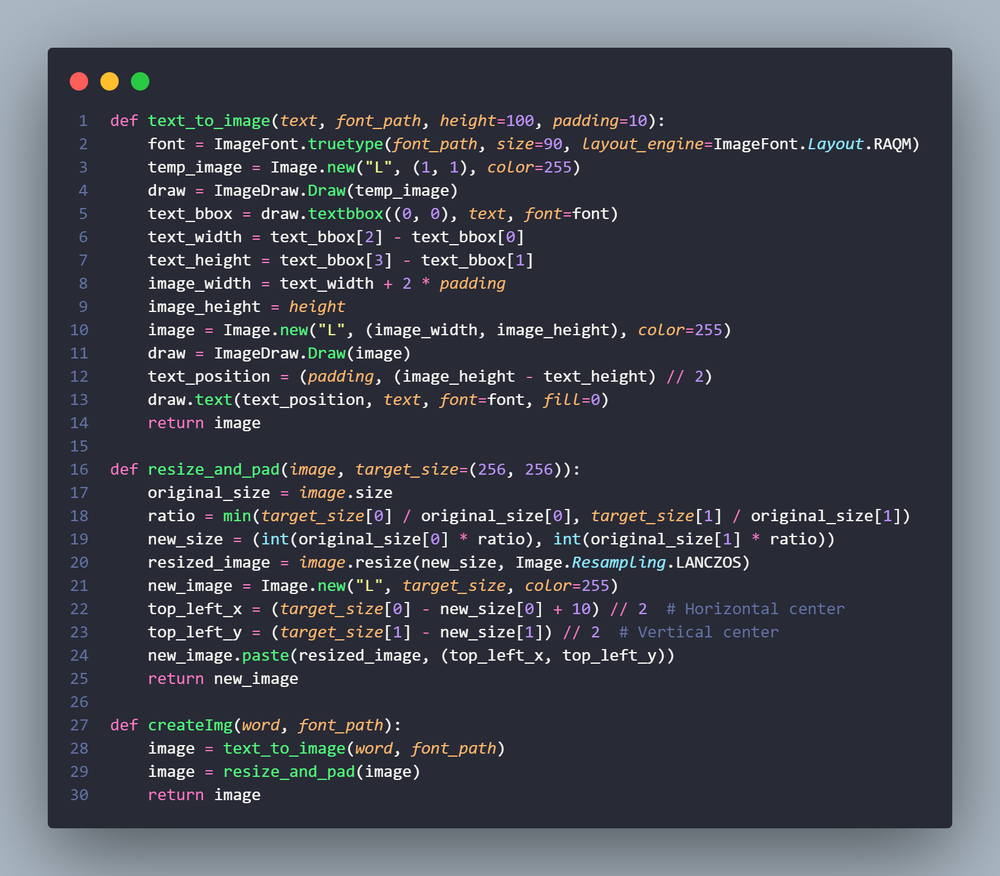 1 def text_to_image(text, font_path, height=100, padding=10):
2     font = ImageFont.truetype(font_path, size=90, layout_engine=ImageFont.Layout.RAQM)
3     temp_image = Image.new("L", (1, 1), color=255)
4     draw = ImageDraw.Draw(temp_image)
5     text_bbox = draw.textbbox((0, 0), text, font=font)
6     text_width = text_bbox[2] - text_bbox[0]
7     text_height = text_bbox[3] - text_bbox[1]
8     image_width = text_width + 2 * padding
9     image_height = height
10     image = Image.new("L", (image_width, image_height), color=255)
11     draw = ImageDraw.Draw(image)
12     text_position = (padding, (image_height - text_height) // 2)
13     draw.text(text_position, text, font=font, fill=0)
14     return image
15
16 def resize_and_pad(image, target_size=(256, 256)):
17     original_size = image.size
18     ratio = min(target_size[0] / original_size[0], target_size[1] / original_size[1])
19     new_size = (int(original_size[0] * ratio), int(original_size[1] * ratio))
20     resized_image = image.resize(new_size, Image.Resampling.LANCZOS)
21     new_image = Image.new("L", target_size, color=255)
22     top_left_x = (target_size[0] - new_size[0] + 10) // 2  # Horizontal center
23     top_left_y = (target_size[1] - new_size[1]) // 2  # Vertical center
24     new_image.paste(resized_image, (top_left_x, top_left_y))
25     return new_image
26
27 def createImg(word, font_path):
28     image = text_to_image(word, font_path)
29     image = resize_and_pad(image)
30     return image